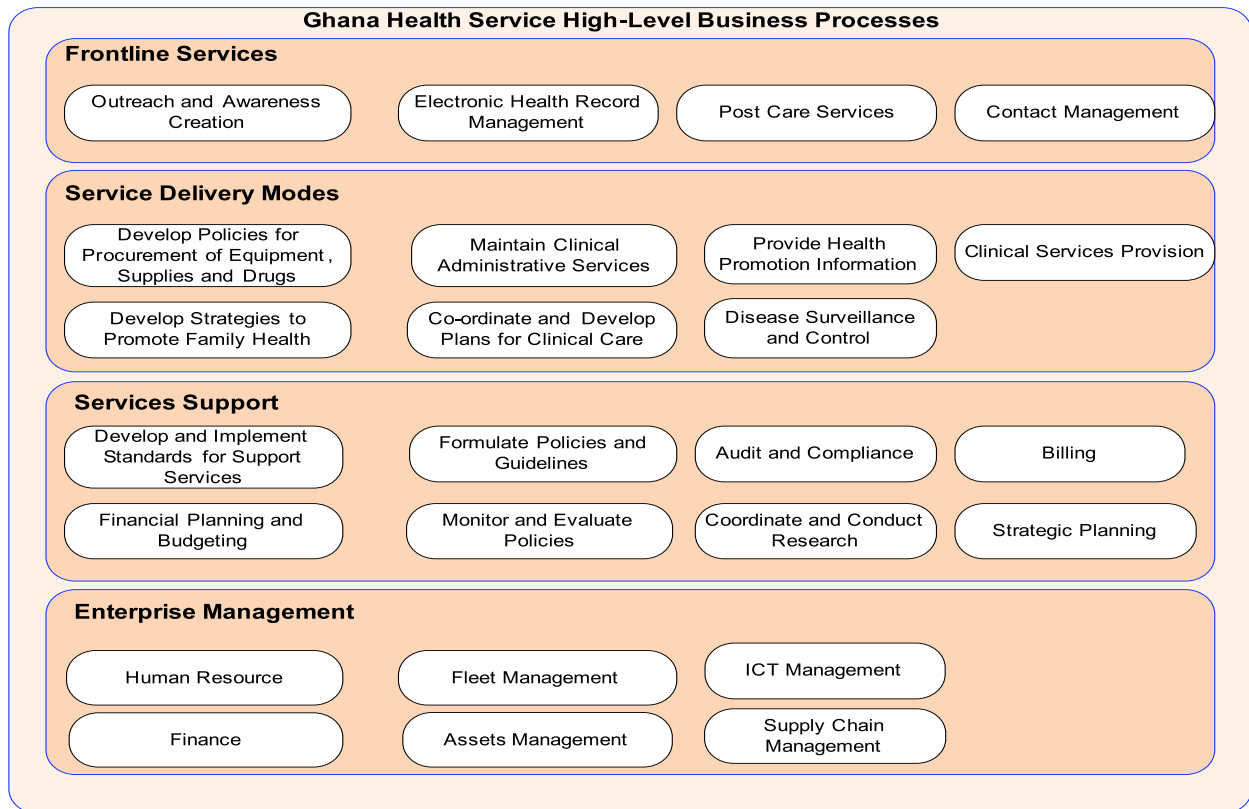 Ghana Health Service High-Level Business Processes
Frontline Services
Outreach and Awareness
Creation
Electronic Health Record
Management
Post Care Services
Contact Management
Service Delivery Modes
Develop Policies for
Procurement of Equipment,
Supplies and Drugs
Maintain Clinical
Administrative Services
Provide Health
Promotion Information
Clinical Services Provision
Develop Strategies to
Promote Family Health
Co-ordinate and Develop
Plans for Clinical Care
Disease Surveillance
and Control
Services Support
Develop and Implement
Standards for Support
Services
Formulate Policies and
Guidelines
Audit and Compliance
Billing
Financial Planning and
Budgeting
Monitor and Evaluate
Policies
Coordinate and Conduct
Research
Strategic Planning
Enterprise Management
Human Resource
Fleet Management
ICT Management
Finance
Assets Management
Supply Chain
Management